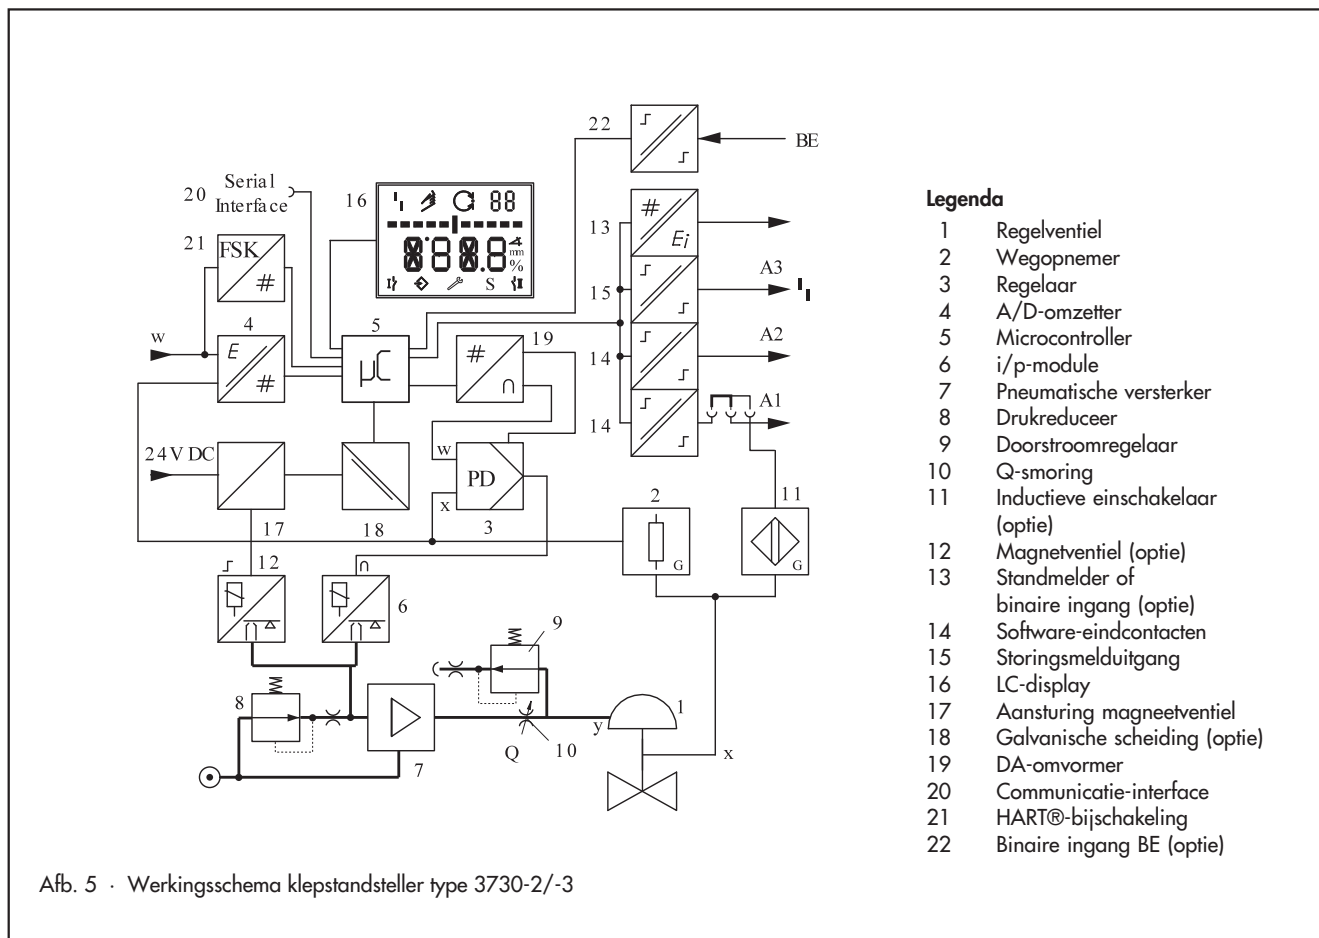 22
BE
20
Serial
Interface
16
88
8.8 8.8
mm
%
S
13
#
Ei
21
FSK
#
15
A3
w
4
E
#
5
µC
19
#
∩
14
A2
14
A1
24V DC
w
PD
x
3
17
18
2
G
11
G
12
∩
6
9
8
7
Q
10
y
1
x
Legenda
1 Regelventiel
2 Wegopnemer
3 Regelaar
4 A/D-omzetter
5 Microcontroller
6 i/p-module
7 Pneumatische versterker
8 Drukreduceer
9 Doorstroomregelaar
10 Q-smoring
11 Inductieve einschakelaar
(optie)
12 Magnetventiel (optie)
13 Standmelder of
binaire ingang (optie)
14 Software-eindcontacten
15 Storingsmelduitgang
16 LC-display
17 Aansturing magneetventiel
18 Galvanische scheiding (optie)
19 DA-omvormer
20 Communicatie-interface
21 HART®-bijschakeling
22 Binaire ingang BE (optie)
Afb. 5 · Werkingsschema klepstandsteller type 3730-2/-3